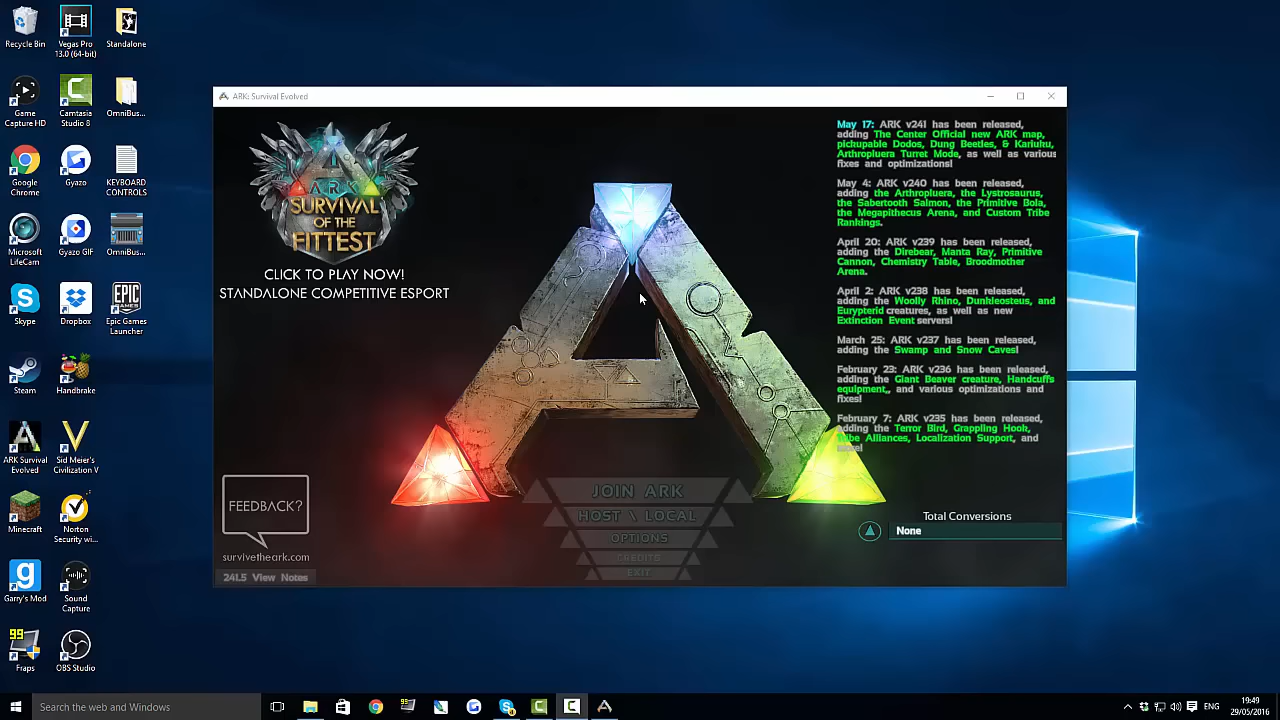 Recycle Bin
Vegas Pro
13.0 (64-bit)
Standalone
Game
Capture HD
Camtasia
Studio 8
OmniBus...
Google
Chrome
Gyazo
KEYBOARD
CONTROLS
Microsoft
LifeCam
Gyazo GIF
OmniBus...
Skype
Dropbox
EPIC
GAMES
Epic Games
Launcher
Steam
Handbrake
ARK Survival
Evolved
Sid Meier's
Civilization V
Minecraft
Norton
Security wi...
Garry's Mod
Sound
Capture
99
Fraps
OBS Studio
ARK: Survival Evolved
ARK
SURVIVAL
OF THE
FITTEST
CLICK TO PLAY NOW!
STANDALONE COMPETITIVE ESPORT
May 17: ARK v241 has been released,
adding The Center Official new ARK map,
pickupable Dodos, Dung Beetles, & Kariuku,
Arthropluera Turret Mode, as well as various
fixes and optimizations!
May 4: ARK v240 has been released,
adding the Arthropluera, the Lystrosaurus,
the Sabertooth Salmon, the Primitive Bola,
the Megapithecus Arena, and Custom Tribe
Rankings.
April 20: ARK v239 has been released,
adding the Direbear, Manta Ray, Primitive
Cannon, Chemistry Table, Broodmother
Arena.
April 2: ARK v238 has been released,
adding the Woolly Rhino, Dunkleosteus, and
Eurypterid creatures, as well as new
Extinction Event servers!
March 25: ARK v237 has been released,
adding the Swamp and Snow Caves!
February 23: ARK v236 has been released,
adding the Giant Beaver creature, Handcuffs
equipment,, and various optimizations and
fixes!
February 7: ARK v235 has been released,
adding the Terror Bird, Grappling Hook,
Tribe Alliances, Localization Support, and
more!
JOIN ARK
HOST \ LOCAL
OPTIONS
CREDITS
EXIT
FEEDBACK?
survivetheark.com
241.5 View Notes
Total Conversions
None
Search the web and Windows
99
ENG
19:49
29/05/2016